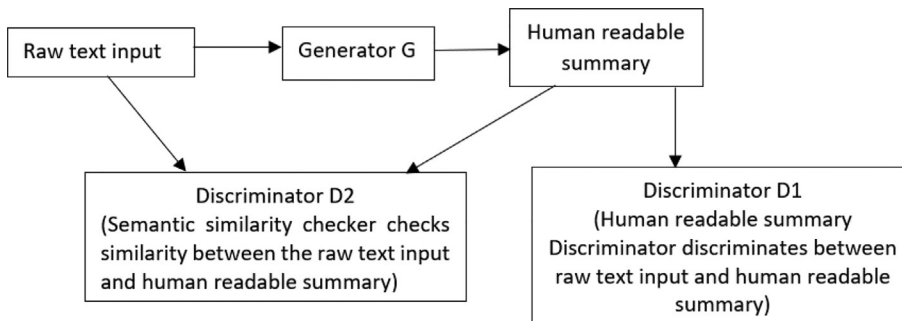 Raw text input
Generator G
Human readable
summary
Discriminator D2
(Semantic similarity checker checks
similarity between the raw text input
and human readable summary)
Discriminator D1
(Human readable summary
Discriminator discriminates between
raw text input and human readable
summary)